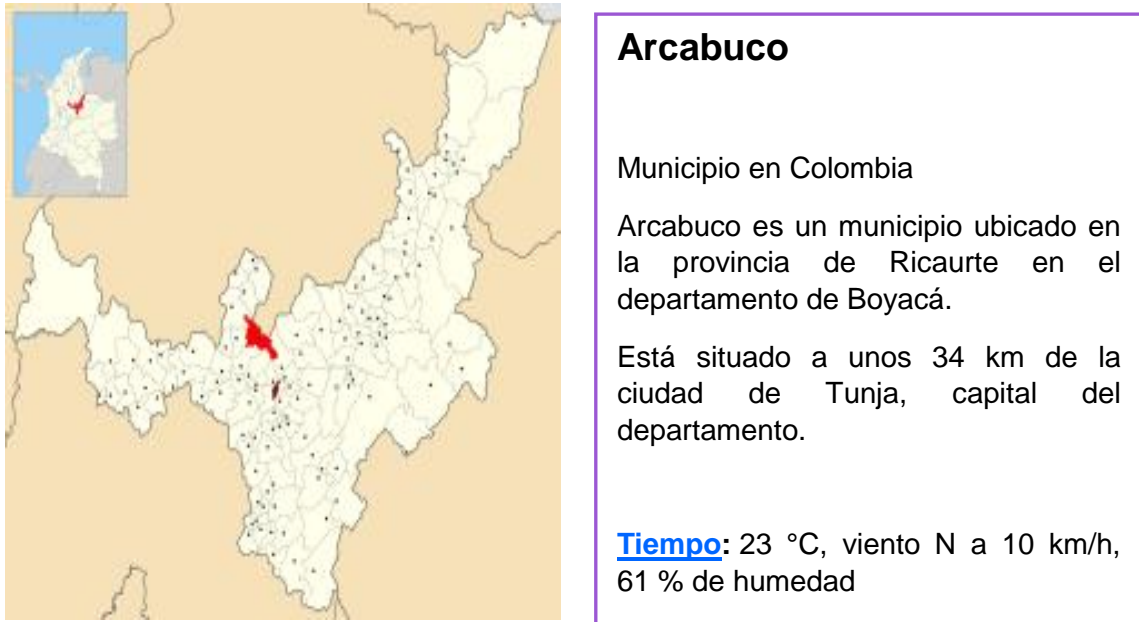 Arcabuco
Municipio en Colombia
Arcabuco es un municipio ubicado en
la provincia de Ricaurte en el
departamento de Boyacá.
Está situado a unos 34 km de la
ciudad de Tunja, capital del
departamento.
Tiempo: 23 °C, viento N a 10 km/h,
61 % de humedad